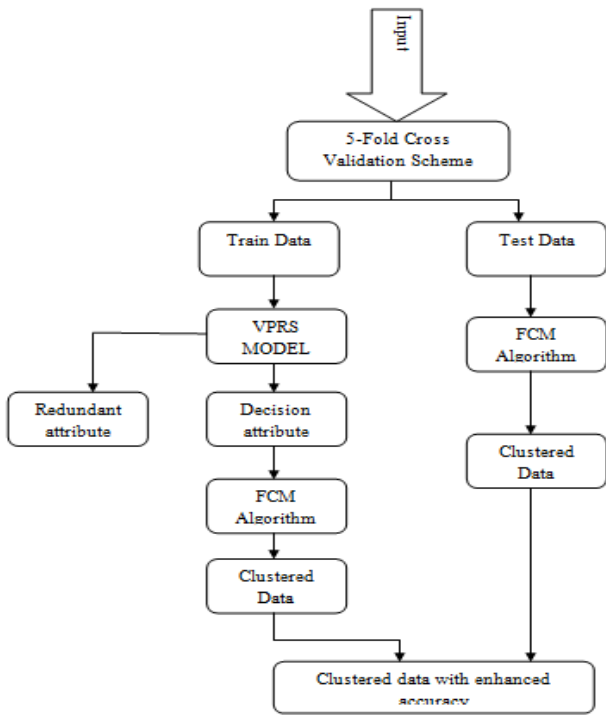 Input
5-Fold Cross
Validation Scheme
Train Data
Test Data
VPRS
MODEL
FCM
Algorithm
Redundant
attribute
Decision
attribute
Clustered
Data
FCM
Algorithm
Clustered
Data
Clustered data with enhanced
accuracy